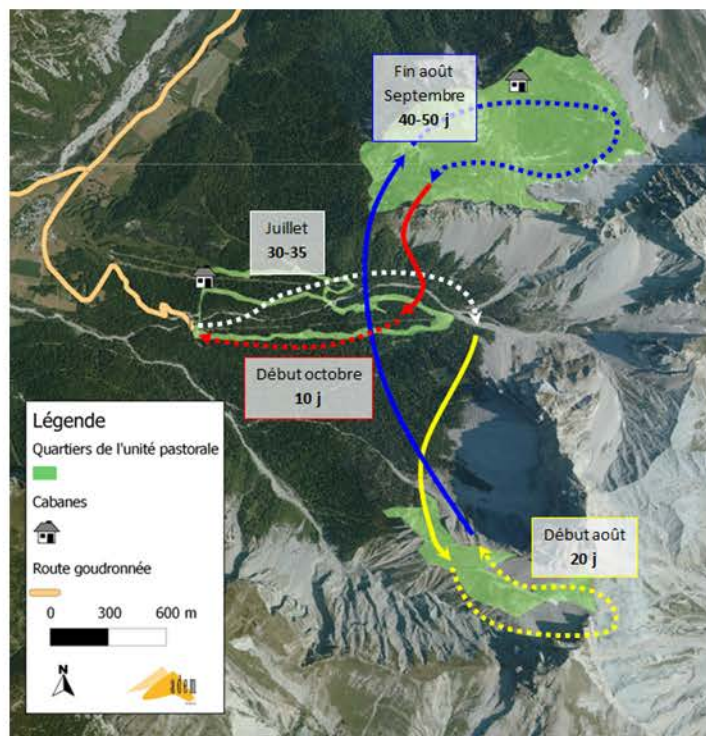 Fin août
Septembre
40-50 j
Juillet
30-35
Début octobre
10 j
Début août
20 j
Légende
Quartiers de l'unité pastorale
Cabanes
Route goudronnée
0 300 600 m
N
adem